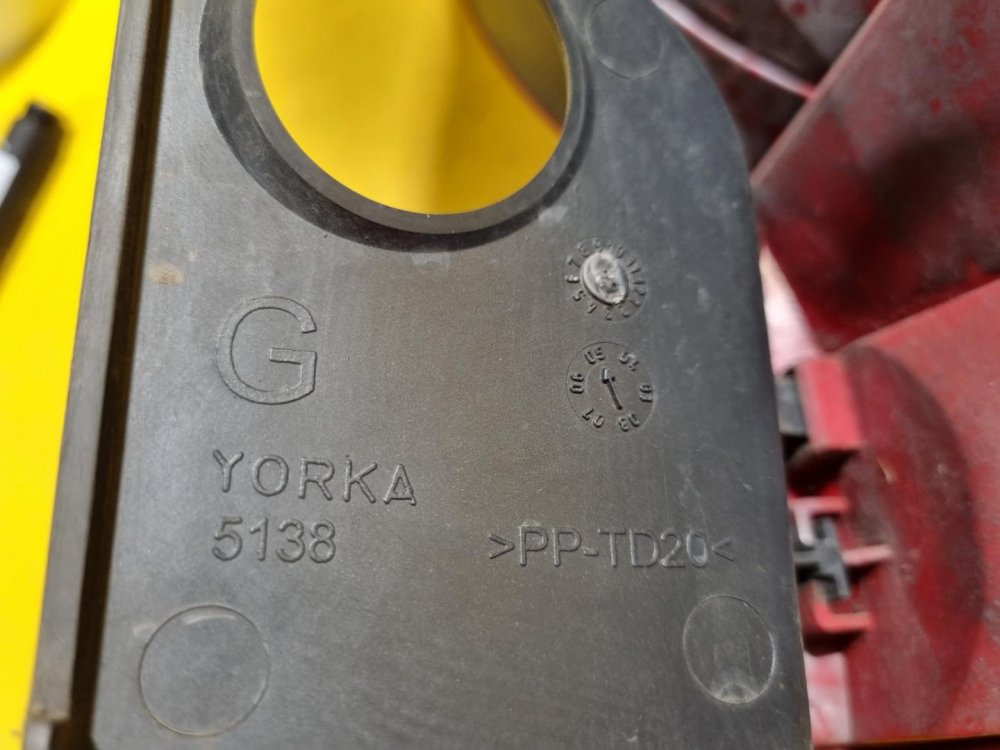 G
YORKA
5138
>PP-TD20<